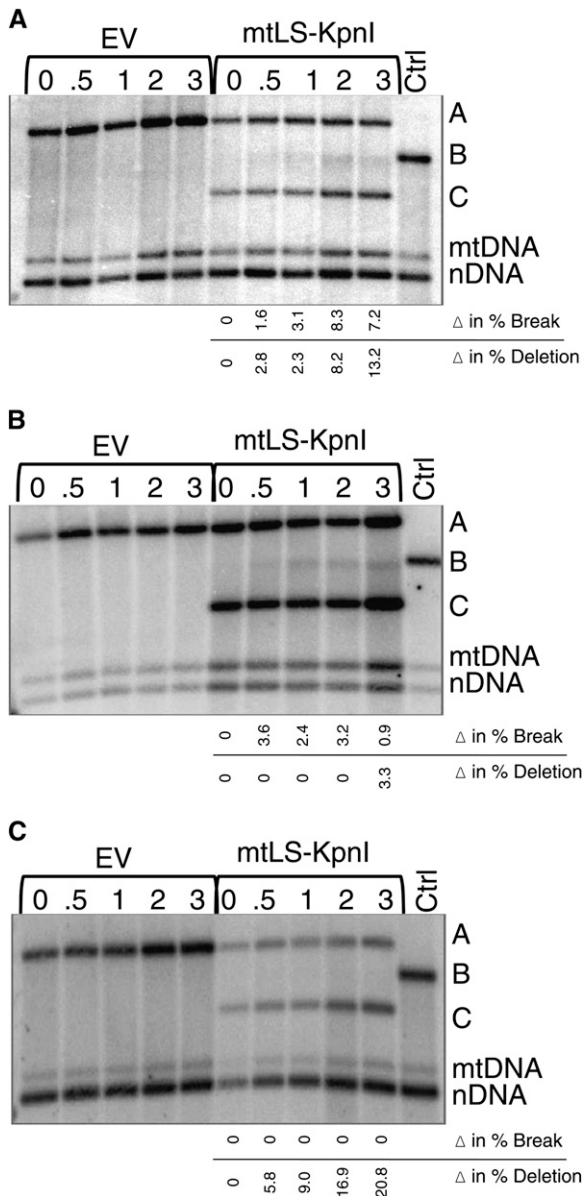 A
EV mtLS-KpnI Ctrl
0 .5 1 2 3 0 .5 1 2 3
A
B
C
mtDNA
nDNA
0 1.6 3.1 8.3 7.2 △ in % Break
0 2.8 2.3 8.2 13.2 △ in % Deletion
B
EV mtLS-KpnI Ctrl
0 .5 1 2 3 0 .5 1 2 3
A
B
C
mtDNA
nDNA
0 3.6 2.4 3.2 0.9 △ in % Break
0 0 0 0 3.3 △ in % Deletion
C
EV mtLS-KpnI Ctrl
0 .5 1 2 3 0 .5 1 2 3
A
B
C
mtDNA
nDNA
0 0 0 0 0 △ in % Break
0 5.8 9.0 16.9 20.8 △ in % Deletion